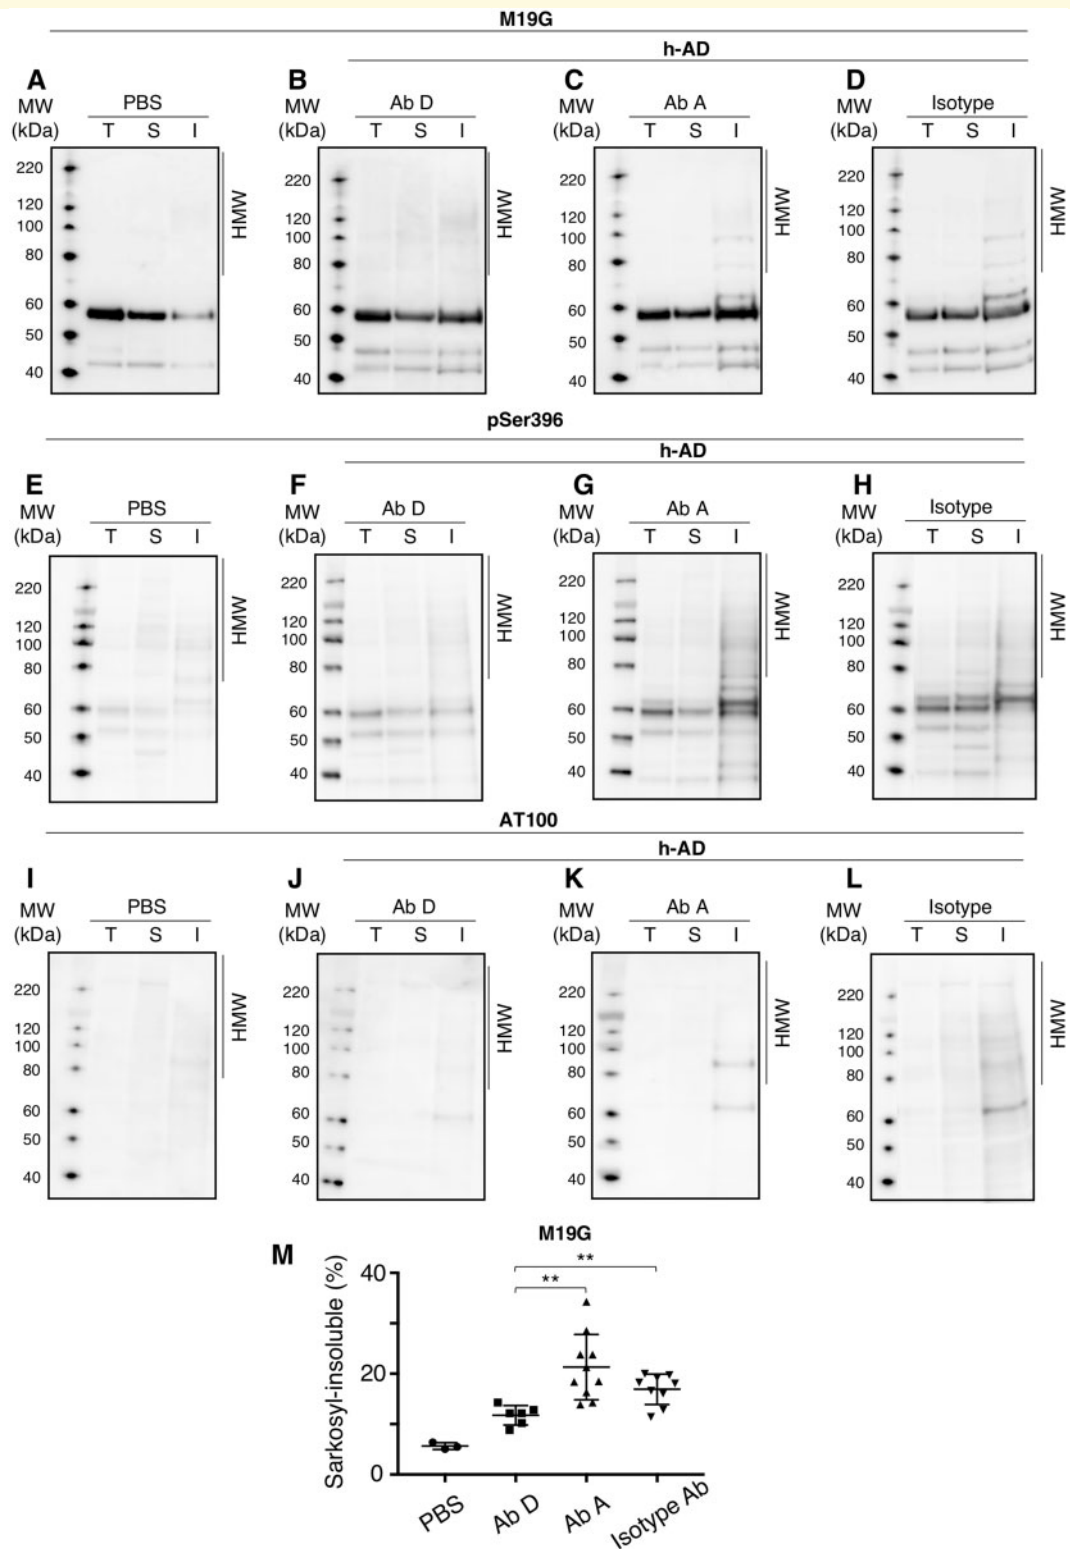 M19G
h-AD
A B C D
MW PBS Ab D MW Ab A MW Isotype
(kDa) T S I
MW
(kDa) T S I
(kDa) T S I
(kDa) T S I
220
120
100
80
60
50
40
HMW
220
120
100
80
60
50
40
HMW
220
120
100
80
60
50
40
HMW
220
120
100
80
60
50
40
HMW
pSer396
h-AD
E
MW
(kDa)
PBS
T S I
220
120
100
80
60
50
40
HMW
F
MW
(kDa)
Ab D
T S I
220
120
100
80
60
50
40
HMW
G
MW
(kDa)
Ab A
T S I
220
120
100
80
60
50
40
HMW
H
MW
(kDa)
Isotype
T S I
220
120
100
80
60
50
40
HMW
AT100
h-AD
I
MW
(kDa)
PBS
T S I
220
120
100
80
60
50
40
HMW
J
MW
(kDa)
Ab D
T S I
220
120
100
80
60
50
40
HMW
K
MW
(kDa)
Ab A
T S I
220
120
100
80
60
50
40
HMW
L
MW
(kDa)
Isotype
T S I
220
120
100
80
60
50
40
HMW
M
M19G
Sarkosyl-insoluble (%)
40
20
0
**
**
PBS
Ab D
Ab A
Isotype Ab